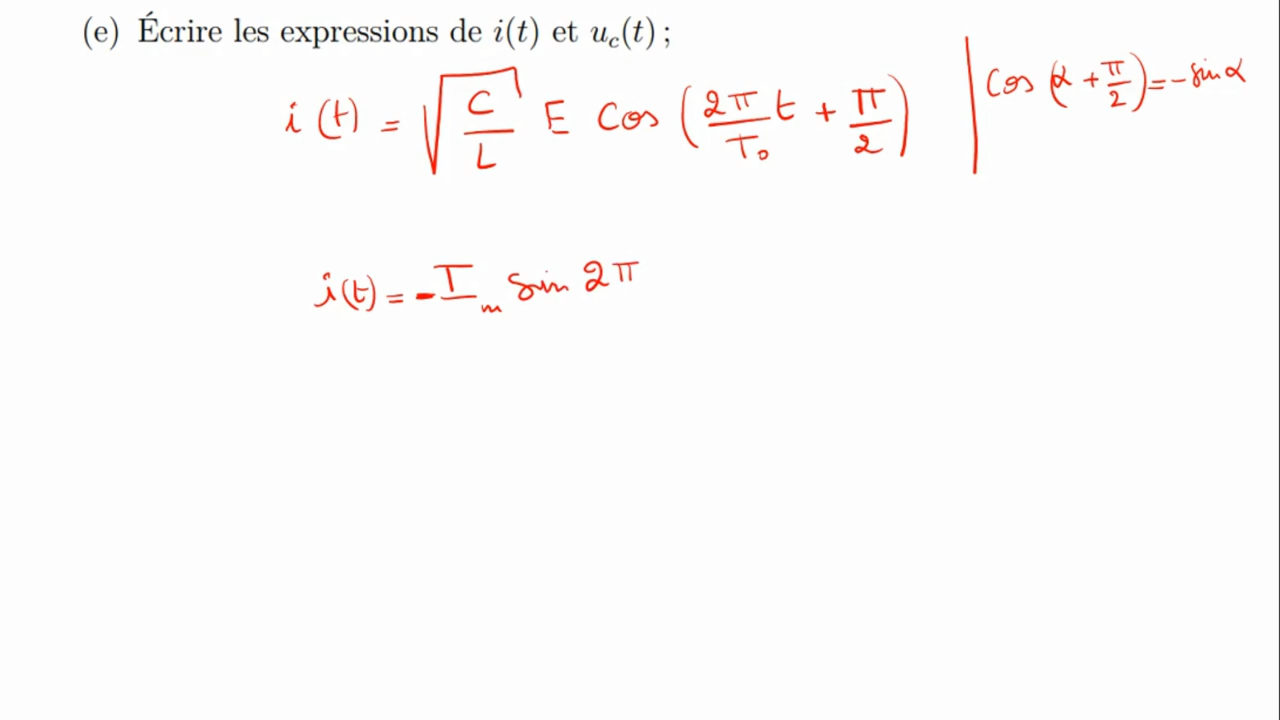 (e) Écrire les expressions de i(t) et u_c(t) ;
i(t) = √(C/L) E Cos (2π/T₀ t + π/2)
Cos (α + π/2) = - sin α
i(t) = - I_m sin 2π